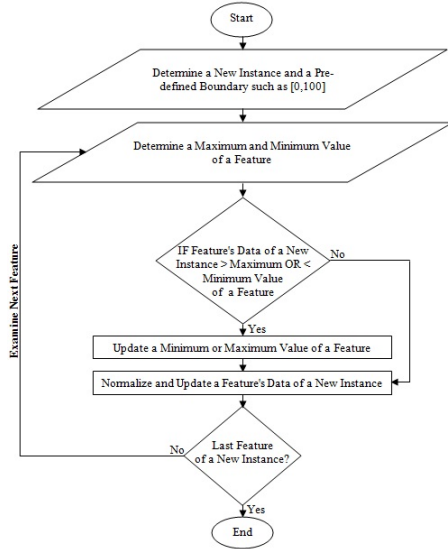 Start
Determine a New Instance and a Pre-
defined Boundary such as [0,100]
Determine a Maximum and Minimum Value
of a Feature
IF Feature's Data of a New
Instance > Maximum OR <
Minimum Value
of a Feature
No
Yes
Update a Minimum or Maximum Value of a Feature
Normalize and Update a Feature's Data of a New Instance
Last Feature
of a New Instance?
No
Yes
End
Examine Next Feature